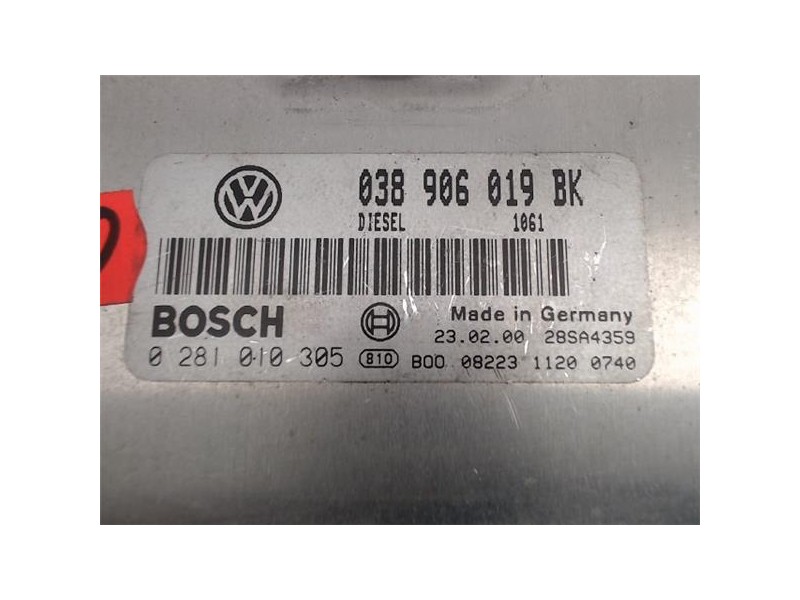 038 906 019 BK
DIESEL 1061
BOSCH
Made in Germany
23.02.00 28SA4359
0 281 010 305 810 B00 08223 1120 0740